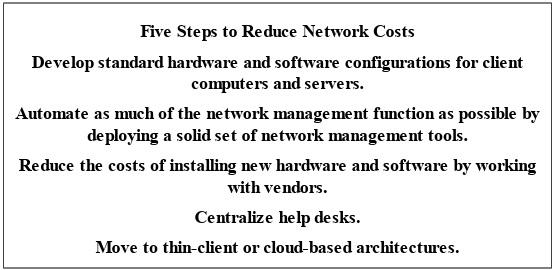 Five Steps to Reduce Network Costs
Develop standard hardware and software configurations for client
computers and servers.
Automate as much of the network management function as possible by
deploying a solid set of network management tools.
Reduce the costs of installing new hardware and software by working
with vendors.
Centralize help desks.
Move to thin-client or cloud-based architectures.